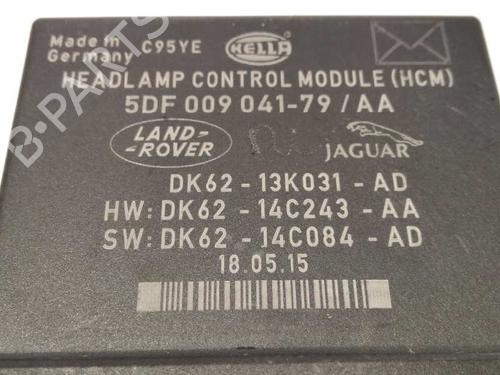 Made in Germany
C95YE
HELLA
HEADLAMP CONTROL MODULE (HCM)
5DF 009 041-79 / AA
LAND-
ROVER
JAGUAR
DK62 - 13K031 - AD
HW: DK62 - 14C243 - AA
SW: DK62 - 14C084 - AD
18.05.15
B-PARTS